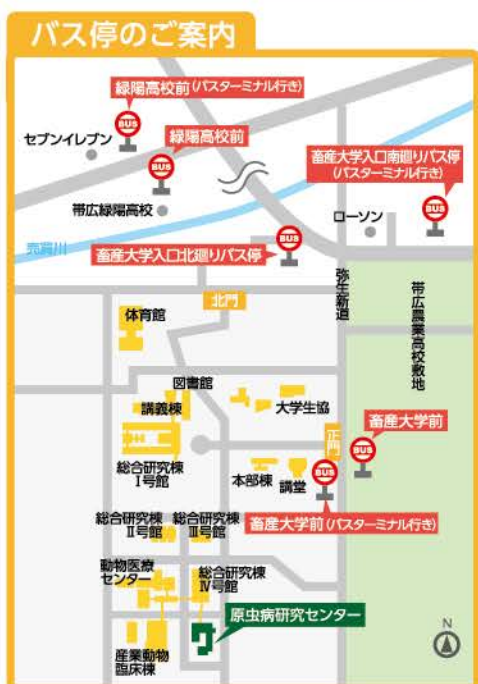 バス停のご案内
緑陽高校前(バスターミナル行き)
BUS
セブンイレブン
緑陽高校前
BUS
帯広緑陽高校
畜産大学入口南廻りバス停
(バスターミナル行き)
BUS
ローソン
BUS
売買川
畜産大学入口北廻りバス停
北門
弥生新道
帯広農業高校敷地
体育館
図書館
講義棟
大学生協
正門
畜産大学前
BUS
総合研究棟
Ⅰ号館
本部棟
講堂
BUS
畜産大学前(バスターミナル行き)
総合研究棟
Ⅱ号館
総合研究棟
Ⅲ号館
動物医療
センター
総合研究棟
Ⅳ号館
原虫病研究センター
産業動物
臨床棟
N